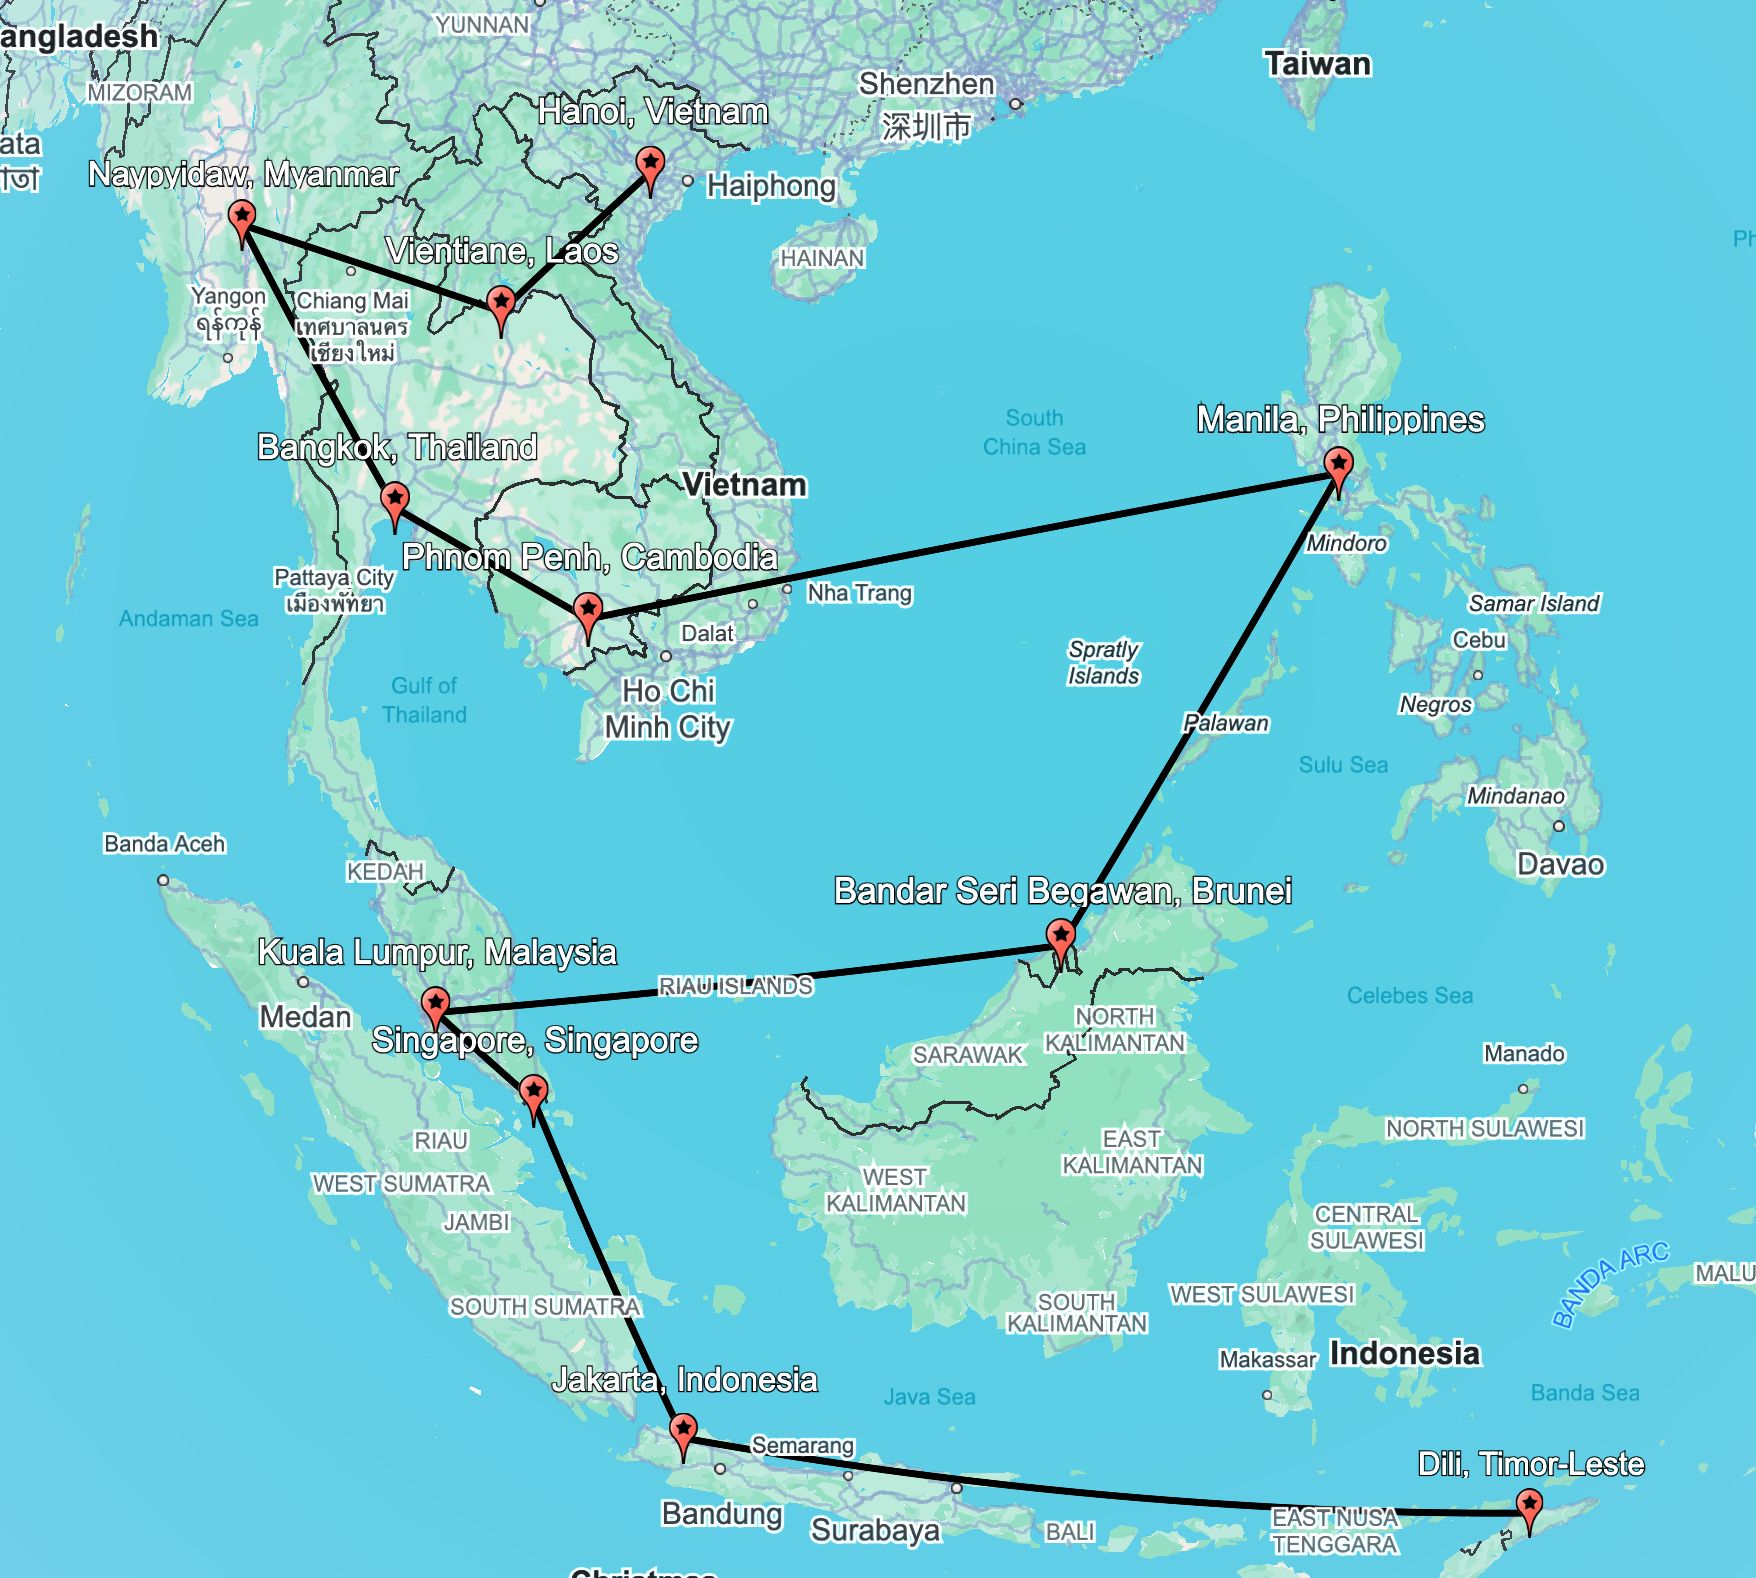 YUNNAN
angladesh
Taiwan
MIZORAM
Shenzhen
深圳市
Hanoi, Vietnam
ata
Naypyidaw, Myanmar
Haiphong
Ph
Vientiane, Laos
HAINAN
Yangon
ရန်ကုန်
Chiang Mai
เทศบาลนคร
เชียงใหม่
South
China Sea
Manila, Philippines
Bangkok, Thailand
Vietnam
Mindoro
Phnom Penh, Cambodia
Pattaya City
เมืองพัทยา
Nha Trang
Samar Island
Andaman Sea
Dalat
Cebu
Spratly
Islands
Gulf of
Thailand
Ho Chi
Minh City
Negros
Palawan
Sulu Sea
Mindanao
Banda Aceh
Davao
KEDAH
Bandar Seri Begawan, Brunei
Kuala Lumpur, Malaysia
RIAU ISLANDS
Celebes Sea
Medan
NORTH
KALIMANTAN
Singapore, Singapore
SARAWAK
Manado
NORTH SULAWESI
RIAU
EAST
KALIMANTAN
WEST SUMATRA
WEST
KALIMANTAN
JAMBI
CENTRAL
SULAWESI
BANDA ARC
MALU
WEST SULAWESI
SOUTH SUMATRA
SOUTH
KALIMANTAN
Makassar
Indonesia
Jakarta, Indonesia
Java Sea
Banda Sea
Semarang
Dili, Timor-Leste
Bandung
Surabaya
BALI
EAST NUSA
TENGGARA
Christmas